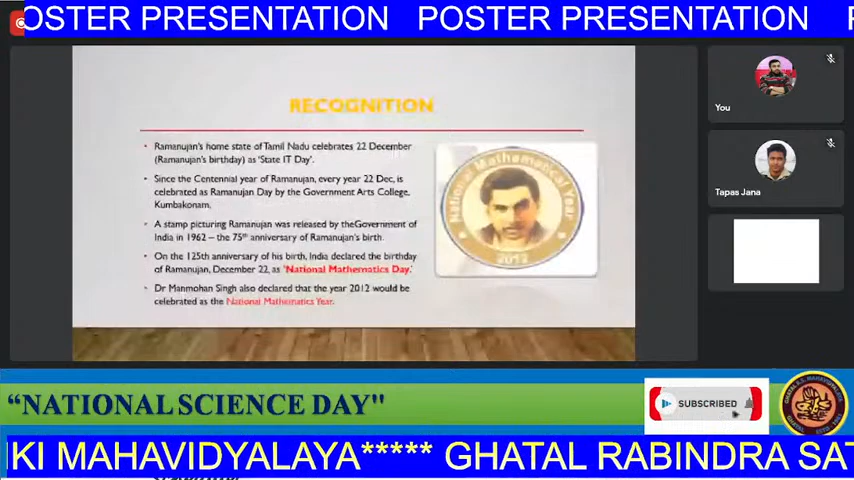 OSTER PRESENTATION POSTER PRESENTATION
RECOGNITION
Ramanujan's home state of Tamil Nadu celebrates 22 December
(Ramanujan's birthday) as 'State IT Day'.
Since the Centennial year of Ramanujan, every year 22 Dec, is
celebrated as Ramanujan Day by the Government Arts College,
Kumbakonam.
A stamp picturing Ramanujan was released by theGovernment of
India in 1962 – the 75th anniversary of Ramanujan's birth.
On the 125th anniversary of his birth, India declared the birthday
of Ramanujan, December 22, as 'National Mathematics Day.'
Dr Manmohan Singh also declared that the year 2012 would be
celebrated as the National Mathematics Year.
National Mathematical Year
2012
You
Tapas Jana
"NATIONAL SCIENCE DAY"
SUBSCRIBED
KI MAHAVIDYALAYA***** GHATAL RABINDRA SAT